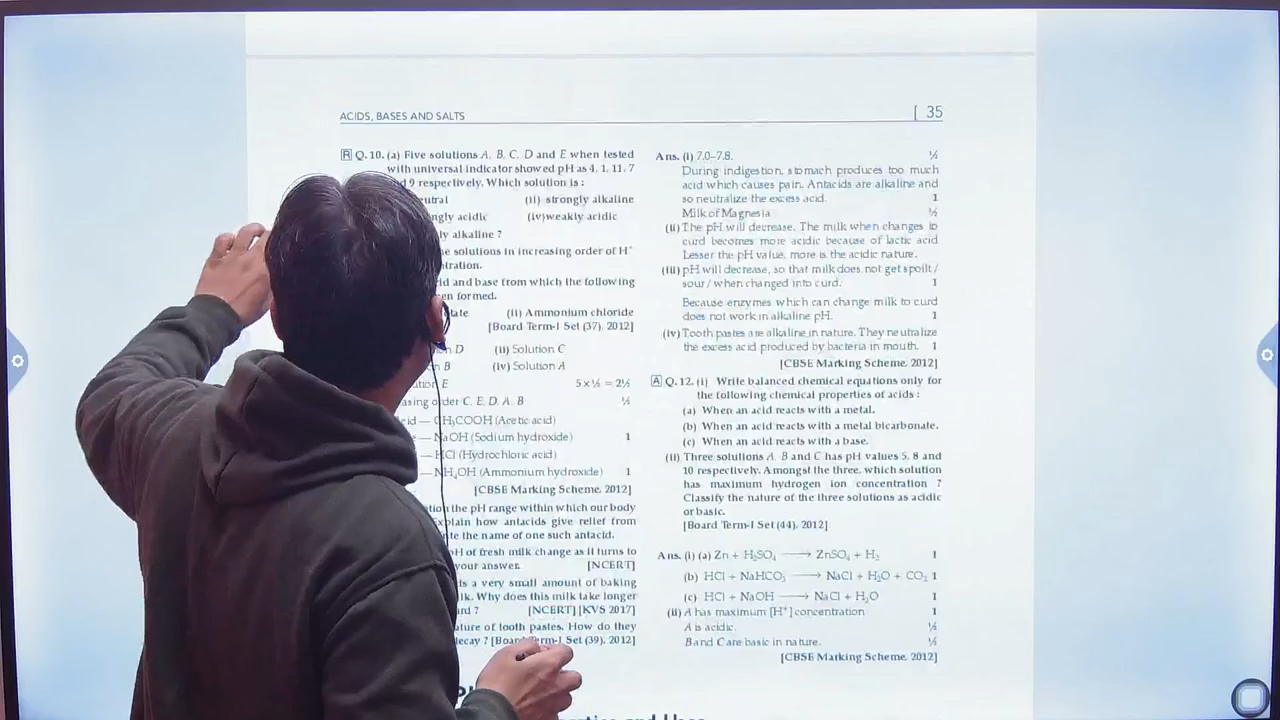 ACIDS, BASES AND SALTS
[ 35
R Q. 10. (a) Five solutions A, B, C, D and E when tested
with universal indicator showed pH as 4, 1, 11, 7
9 respectively. Which solution is :
(ii) strongly alkaline
acidic (iv) weakly acidic
alkaline ?
solutions in increasing order of H+
and base from which the following
formed.
(ii) Ammonium chloride
[Board Term-I Set (37), 2012]
D (ii) Solution C
B (iv) Solution A
E 5 x ½ = 2½
order C, E, D, A, B ½
— CH3COOH (Acetic acid)
— NaOH (Sodium hydroxide) 1
— HCl (Hydrochloric acid)
— NH4OH (Ammonium hydroxide) 1
[CBSE Marking Scheme, 2012]
the pH range within which our body
how antacids give relief from
the name of one such antacid.
of fresh milk change as it turns to
your answer. [NCERT]
a very small amount of baking
Why does this milk take longer
? [NCERT] [KVS 2017]
of tooth pastes. How do they
decay ? [Board Term-I Set (39), 2012]
Ans. (i) 7.0–7.8. ½
During indigestion, stomach produces too much
acid which causes pain. Antacids are alkaline and
so neutralize the excess acid. 1
Milk of Magnesia ½
(ii) The pH will decrease. The milk when changes to
curd becomes more acidic because of lactic acid
Lesser the pH value, more is the acidic nature.
(iii) pH will decrease, so that milk does not get spoilt /
sour / when changed into curd. 1
Because enzymes which can change milk to curd
does not work in alkaline pH. 1
(iv) Tooth pastes are alkaline in nature. They neutralize
the excess acid produced by bacteria in mouth. 1
[CBSE Marking Scheme, 2012]
A Q. 12. (i) Write balanced chemical equations only for
the following chemical properties of acids :
(a) When an acid reacts with a metal.
(b) When an acid reacts with a metal bicarbonate.
(c) When an acid reacts with a base.
(ii) Three solutions A, B and C has pH values 5, 8 and
10 respectively. Amongst the three, which solution
has maximum hydrogen ion concentration ?
Classify the nature of the three solutions as acidic
or basic.
[Board Term-I Set (44), 2012]
Ans. (i) (a) Zn + H2SO4 ⟶ ZnSO4 + H2 1
(b) HCl + NaHCO3 ⟶ NaCl + H2O + CO2 1
(c) HCl + NaOH ⟶ NaCl + H2O 1
(ii) A has maximum [H+] concentration 1
A is acidic. ½
B and C are basic in nature. ½
[CBSE Marking Scheme, 2012]